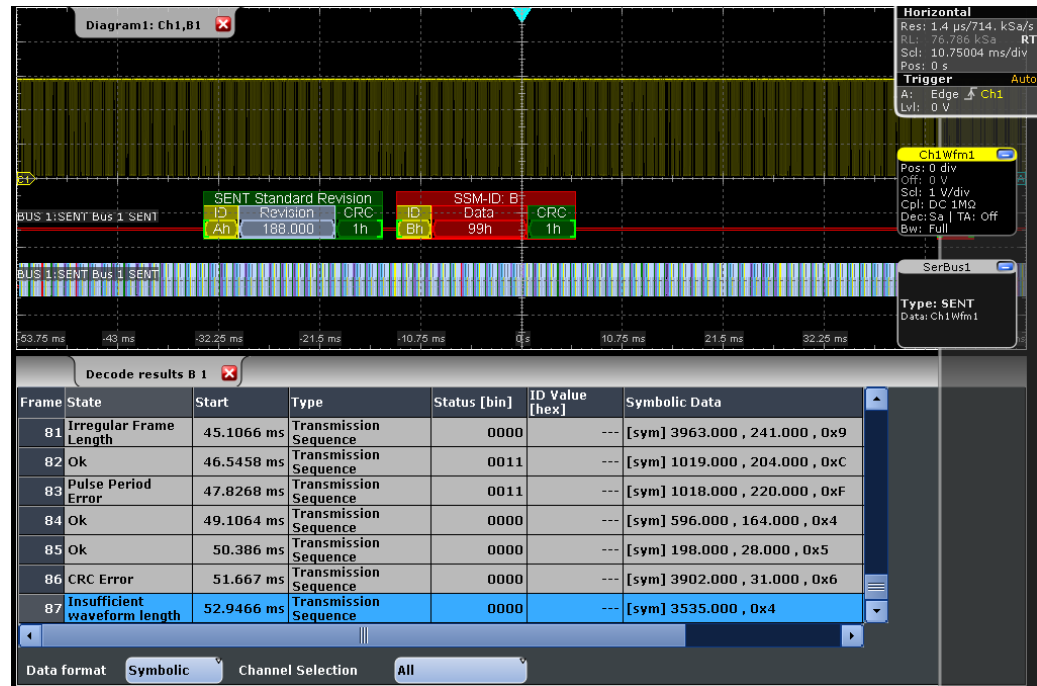 Diagram1: Ch1,B1
Horizontal
Res: 1.4 µs/714. kSa/s
RL: 76.786 kSa RT
Scl: 10.75004 ms/div
Pos: 0 s
Trigger Auto
A: Edge Ch1
Lvl: 0 V
Ch1Wfm1
Pos: 0 div
Off: 0 V
Scl: 1 V/div
Cpl: DC 1MΩ
Dec: Sa | TA: Off
Bw: Full
C1
SENT Standard Revision SSM-ID: B
BUS 1:SENT Bus 1 SENT ID Revision CRC ID Data CRC
Ah 188.000 1h Bh 99h 1h
BUS 1:SENT Bus 1 SENT
SerBus1
Type: SENT
Data: Ch1Wfm1
-53.75 ms -43 ms -32.25 ms -21.5 ms -10.75 ms 0 s 10.75 ms 21.5 ms 32.25 ms
Decode results B 1
Frame State Start Type Status [bin] ID Value [hex] Symbolic Data
81 Irregular Frame Length 45.1066 ms Transmission Sequence 0000 --- [sym] 3963.000 , 241.000 , 0x9
82 Ok 46.5458 ms Transmission Sequence 0011 --- [sym] 1019.000 , 204.000 , 0xC
83 Pulse Period Error 47.8268 ms Transmission Sequence 0011 --- [sym] 1018.000 , 220.000 , 0xF
84 Ok 49.1064 ms Transmission Sequence 0000 --- [sym] 596.000 , 164.000 , 0x4
85 Ok 50.386 ms Transmission Sequence 0000 --- [sym] 198.000 , 28.000 , 0x5
86 CRC Error 51.667 ms Transmission Sequence 0000 --- [sym] 3902.000 , 31.000 , 0x6
87 Insufficient waveform length 52.9466 ms Transmission Sequence 0000 --- [sym] 3535.000 , 0x4
Data format Symbolic Channel Selection All